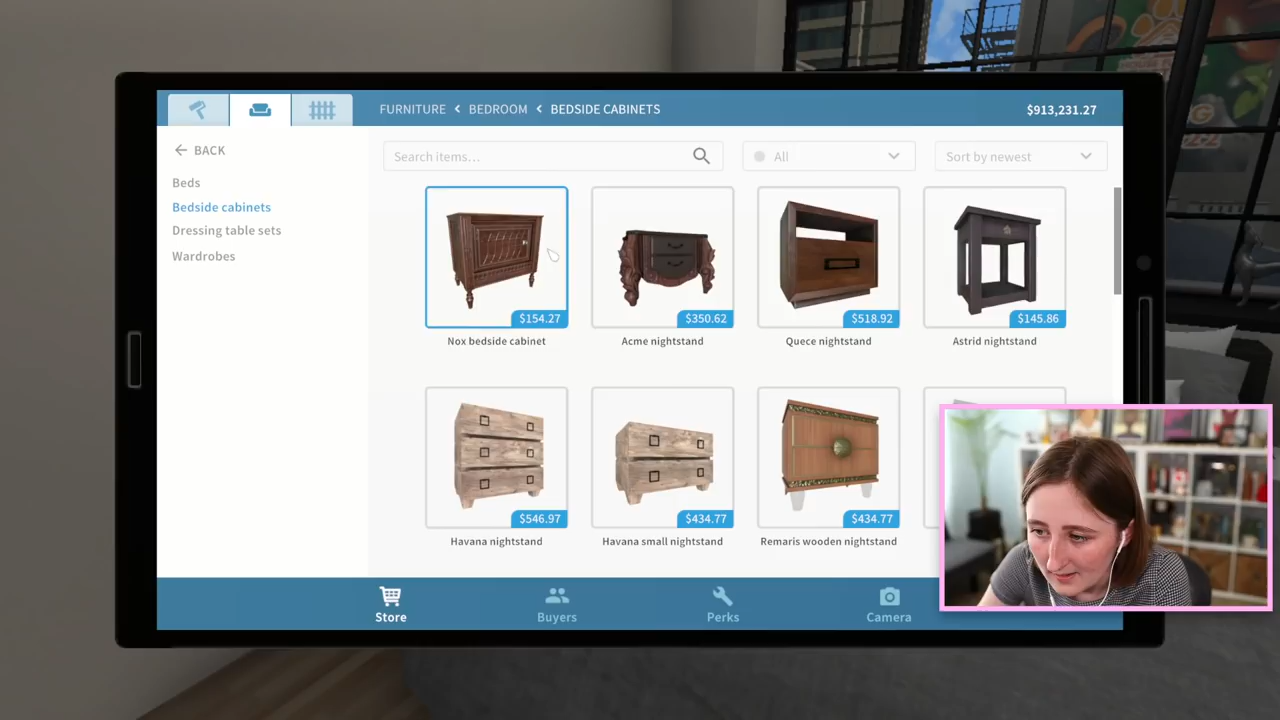 FURNITURE < BEDROOM < BEDSIDE CABINETS
$913,231.27
BACK
Beds
Bedside cabinets
Dressing table sets
Wardrobes
Search items...
All
Sort by newest
$154.27
$350.62
$518.92
$145.86
Nox bedside cabinet
Acme nightstand
Quece nightstand
Astrid nightstand
$546.97
$434.77
$434.77
Havana nightstand
Havana small nightstand
Remaris wooden nightstand
Store
Buyers
Perks
Camera